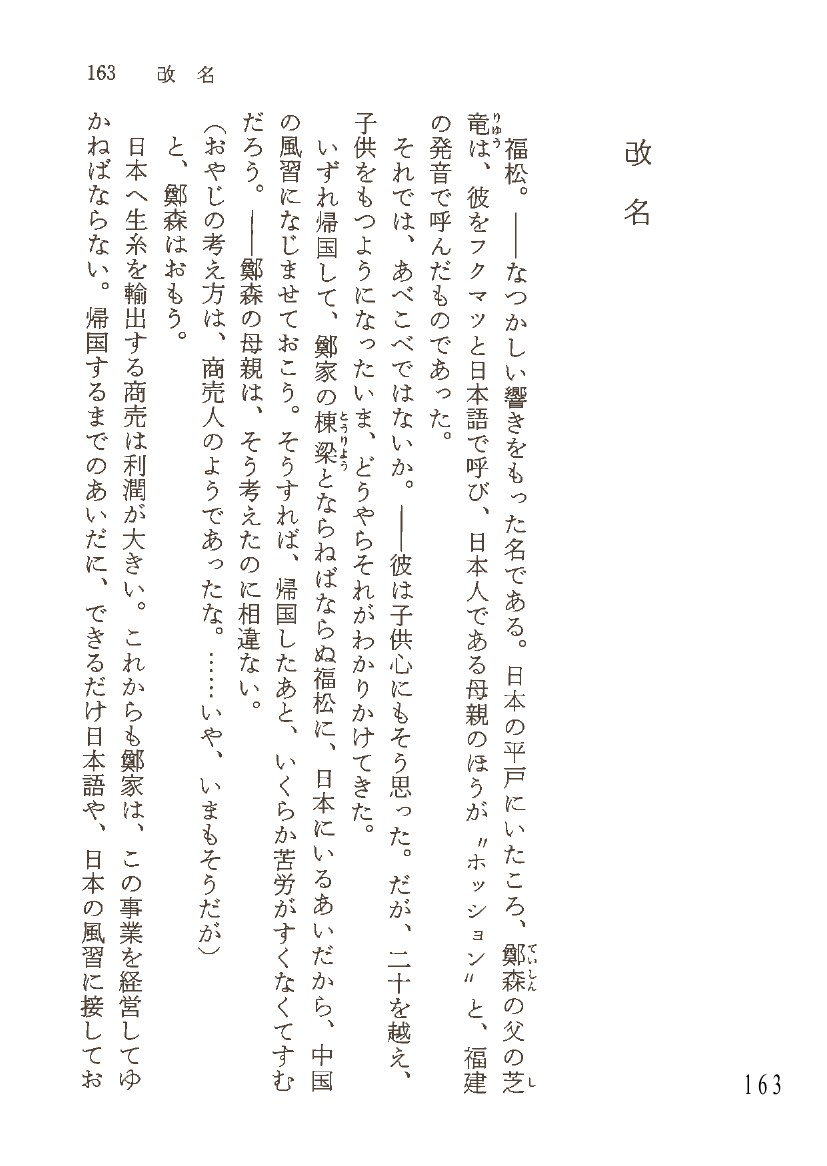 163 改名
改名
福松。――なつかしい響きをもった名である。日本の平戸にいたころ、鄭森の父の芝
竜は、彼をフクマツと日本語で呼び、日本人である母親のほうが〝ホッション〟と、福建
の発音で呼んだものであった。
それでは、あべこべではないか。――彼は子供心にもそう思った。だが、二十を越え、
子供をもつようになったいま、どうやらそれがわかりかけてきた。
いずれ帰国して、鄭家の棟梁とならねばならぬ福松に、日本にいるあいだから、中国
の風習になじませておこう。そうすれば、帰国したあと、いくらか苦労がすくなくてすむ
だろう。――鄭森の母親は、そう考えたのに相違ない。
(おやじの考え方は、商売人のようであったな。……いや、いまもそうだが)
と、鄭森はおもう。
日本へ生糸を輸出する商売は利潤が大きい。これからも鄭家は、この事業を経営してゆ
かねばならない。帰国するまでのあいだに、できるだけ日本語や、日本の風習に接してお
りゅう
とうりょう
ていしん
し
163